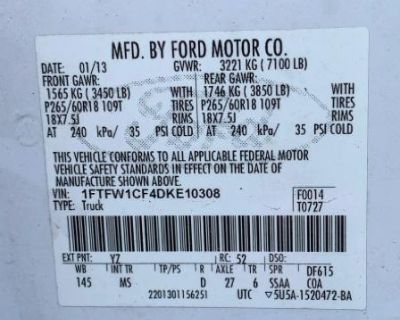 MFD. BY FORD MOTOR CO.
DATE: 01/13 GVWR: 3221 KG (7100 LB)
FRONT GAWR: REAR GAWR:
1565 KG (3450 LB) WITH 1746 KG (3850 LB) WITH
P265/60R18 109T TIRES P265/60R18 109T TIRES
18X7.5J RIMS 18X7.5J RIMS
AT 240 kPa/ 35 PSI COLD AT 240 kPa/ 35 PSI COLD
THIS VEHICLE CONFORMS TO ALL APPLICABLE FEDERAL MOTOR
VEHICLE SAFETY STANDARDS IN EFFECT ON THE DATE OF
MANUFACTURE SHOWN ABOVE.
VIN: 1FTFW1CF4DKE10308 F0014
TYPE: Truck T0727
EXT PNT: YZ RC: 52 DSO:
WB INT TR TP/PS R AXLE TR SPR DF615
145 MS D 27 6 SSAA COA
2201301156251 UTC 5U5A-1520472-BA